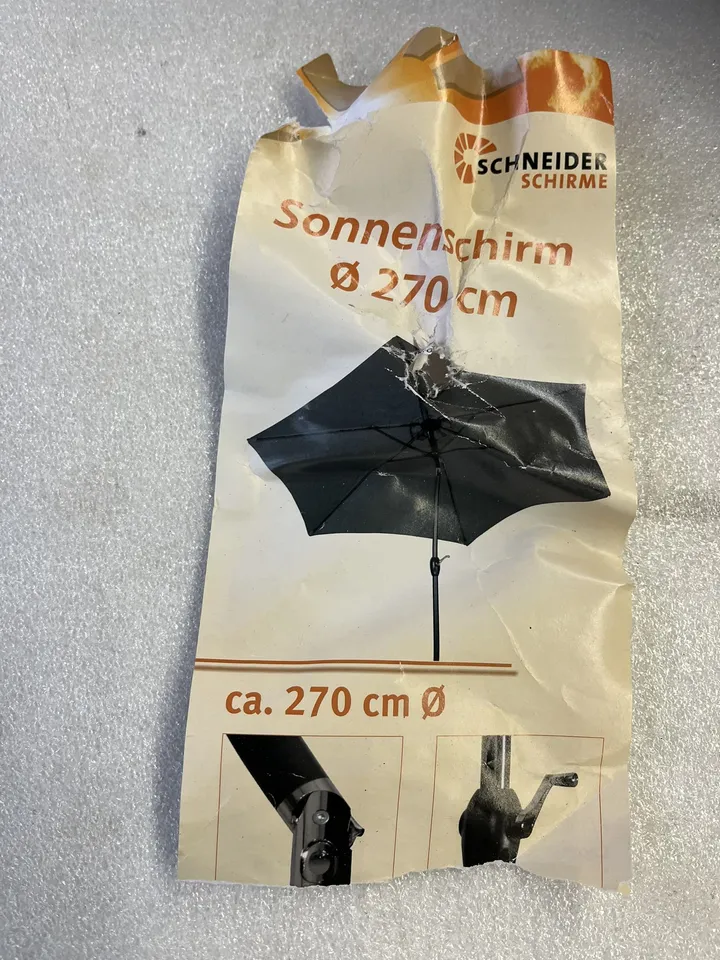 SCHNEIDER
SCHIRME
Sonnenschirm
Ø 270 cm
ca. 270 cm Ø